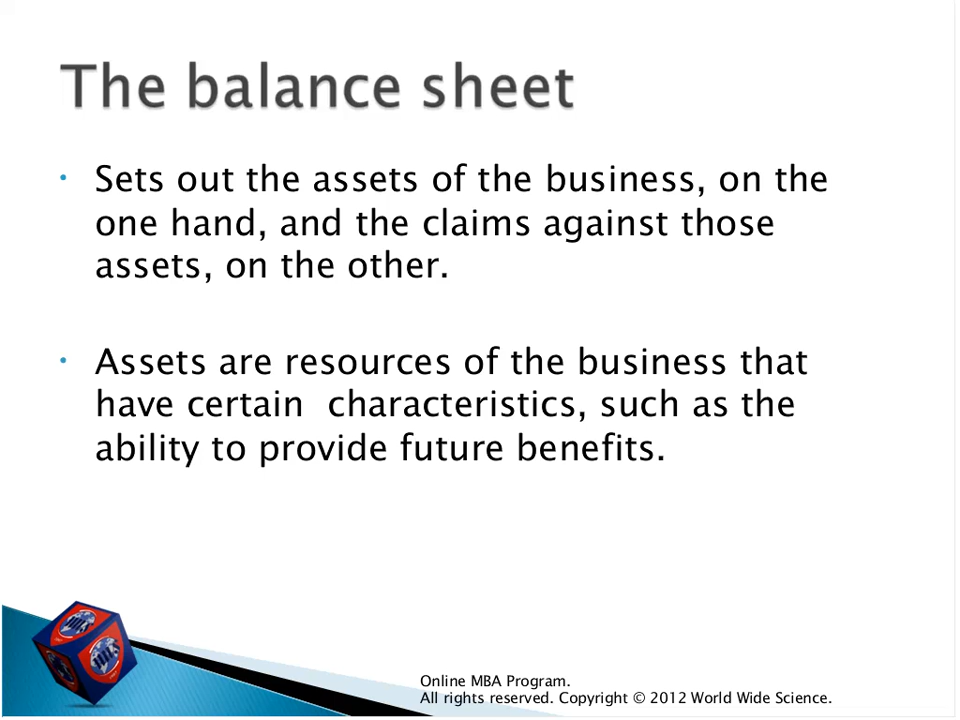 The balance sheet
• Sets out the assets of the business, on the
one hand, and the claims against those
assets, on the other.
• Assets are resources of the business that
have certain  characteristics, such as the
ability to provide future benefits.
Online MBA Program.
All rights reserved. Copyright © 2012 World Wide Science.